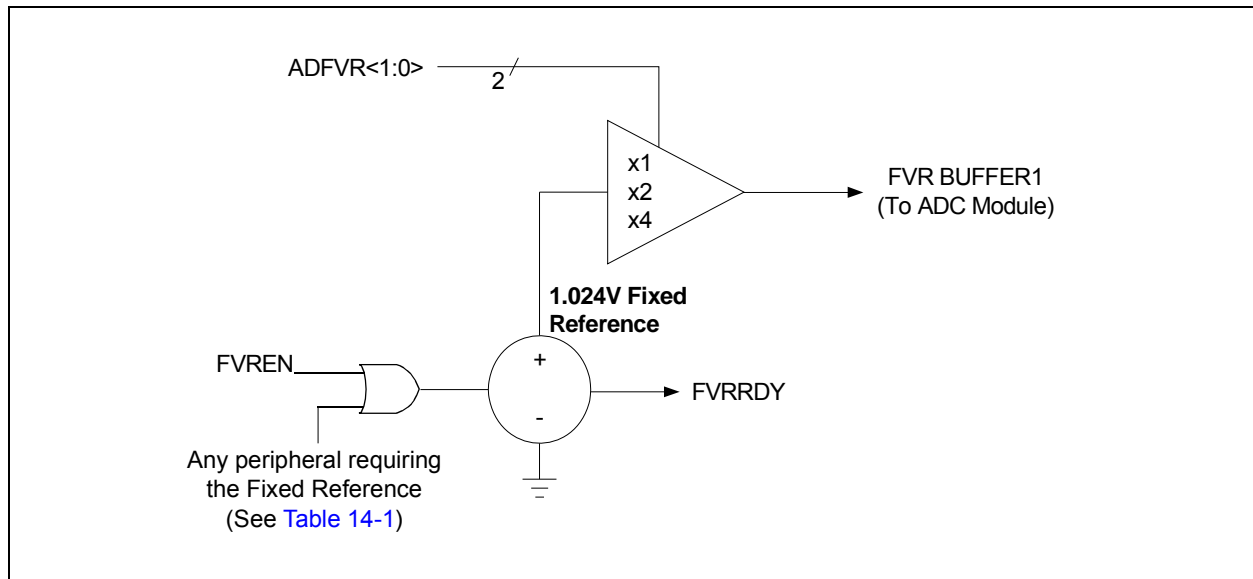 ADFVR<1:0>
2
x1
x2
x4
FVR BUFFER1
(To ADC Module)
1.024V Fixed
Reference
+
-
FVREN
FVRRDY
Any peripheral requiring
the Fixed Reference
(See Table 14-1)